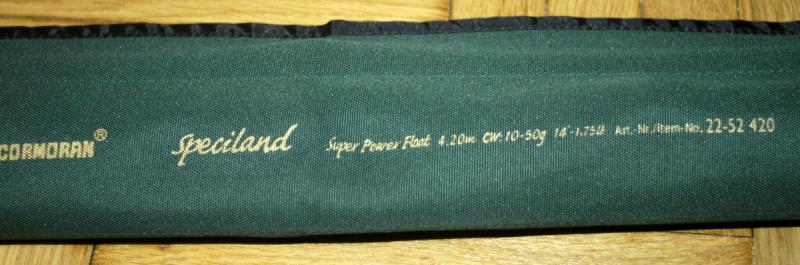 CORMORAN® Speciland Super Power Float 4.20m CW:10-50g 14'-1.75lb Art.-Nr./Item-No. 22-52 420